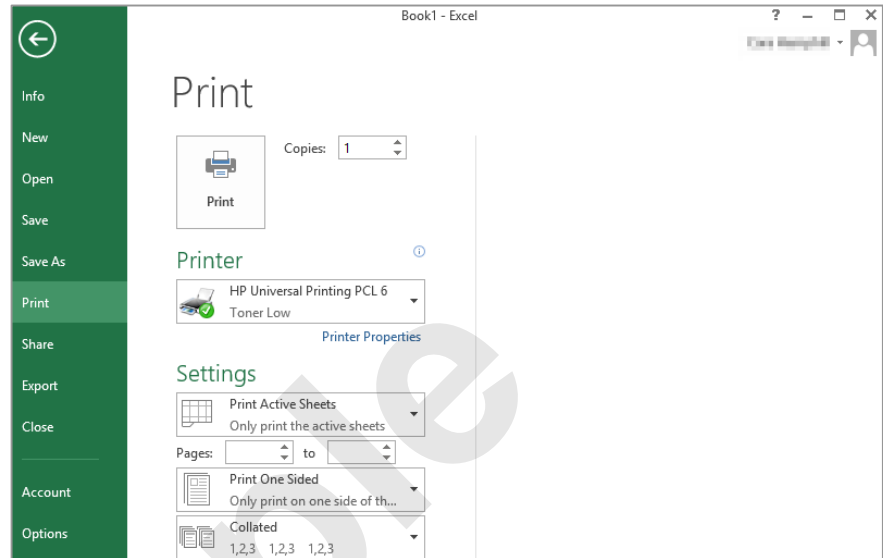 Book1 - Excel
?
Info
New
Open
Save
Save As
Print
Share
Export
Close
Account
Options
Print
Print
Copies: 1
Printer
HP Universal Printing PCL 6
Toner Low
Printer Properties
Settings
Print Active Sheets
Only print the active sheets
Pages: to
Print One Sided
Only print on one side of th...
Collated
1,2,3 1,2,3 1,2,3